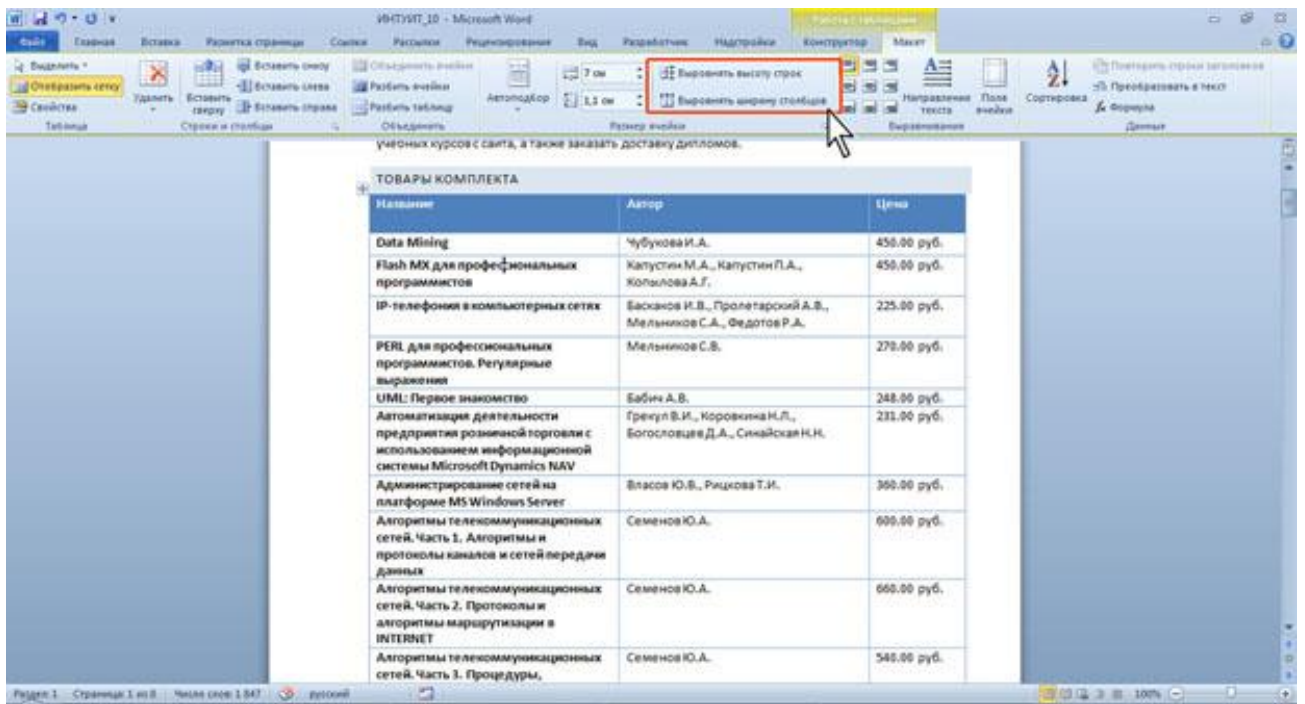 ИНТУИТ_10 - Microsoft Word
Работа с таблицами
Файл Главная Вставка Разметка страницы Ссылки Рассылки Рецензирование Вид Разработчик Надстройки Конструктор Макет
Выделить
Отобразить сетку
Свойства
Таблица
Удалить
Вставить сверху
Вставить снизу
Вставить слева
Вставить справа
Строки и столбцы
Объединить ячейки
Разбить ячейки
Разбить таблицу
Объединить
Автоподбор
7 см
1,1 см
Выровнять высоту строк
Выровнять ширину столбцов
Размер ячейки
Направление текста
Поля ячейки
Выравнивание
Сортировка
Повторить строки заголовков
Преобразовать в текст
Формула
Данные
учебных курсов с сайта, а также заказать доставку дипломов.
ТОВАРЫ КОМПЛЕКТА
Название Автор Цена
Data Mining Чубукова И.А. 450.00 руб.
Flash MX для профессиональных Капустин М.А., Капустин П.А., 450.00 руб.
программистов Копылова А.Г.
IP-телефония в компьютерных сетях Баскаков И.В., Пролетарский А.В., 225.00 руб.
Мельников С.А., Федотов Р.А.
PERL для профессиональных Мельников С.В. 270.00 руб.
программистов. Регулярные
выражения
UML: Первое знакомство Бабич А.В. 248.00 руб.
Автоматизация деятельности Грекул В.И., Коровкина Н.Л., 231.00 руб.
предприятия розничной торговли с Богословцев Д.А., Синайская Н.Н.
использованием информационной
системы Microsoft Dynamics NAV
Администрирование сетей на Власов Ю.В., Рицкова Т.И. 360.00 руб.
платформе MS Windows Server
Алгоритмы телекоммуникационных Семенов Ю.А. 600.00 руб.
сетей. Часть 1. Алгоритмы и
протоколы каналов и сетей передачи
данных
Алгоритмы телекоммуникационных Семенов Ю.А. 660.00 руб.
сетей. Часть 2. Протоколы и
алгоритмы маршрутизации в
INTERNET
Алгоритмы телекоммуникационных Семенов Ю.А. 540.00 руб.
сетей. Часть 3. Процедуры,
Раздел: 1 Страница: 1 из 8 Число слов: 1 847 русский 100%